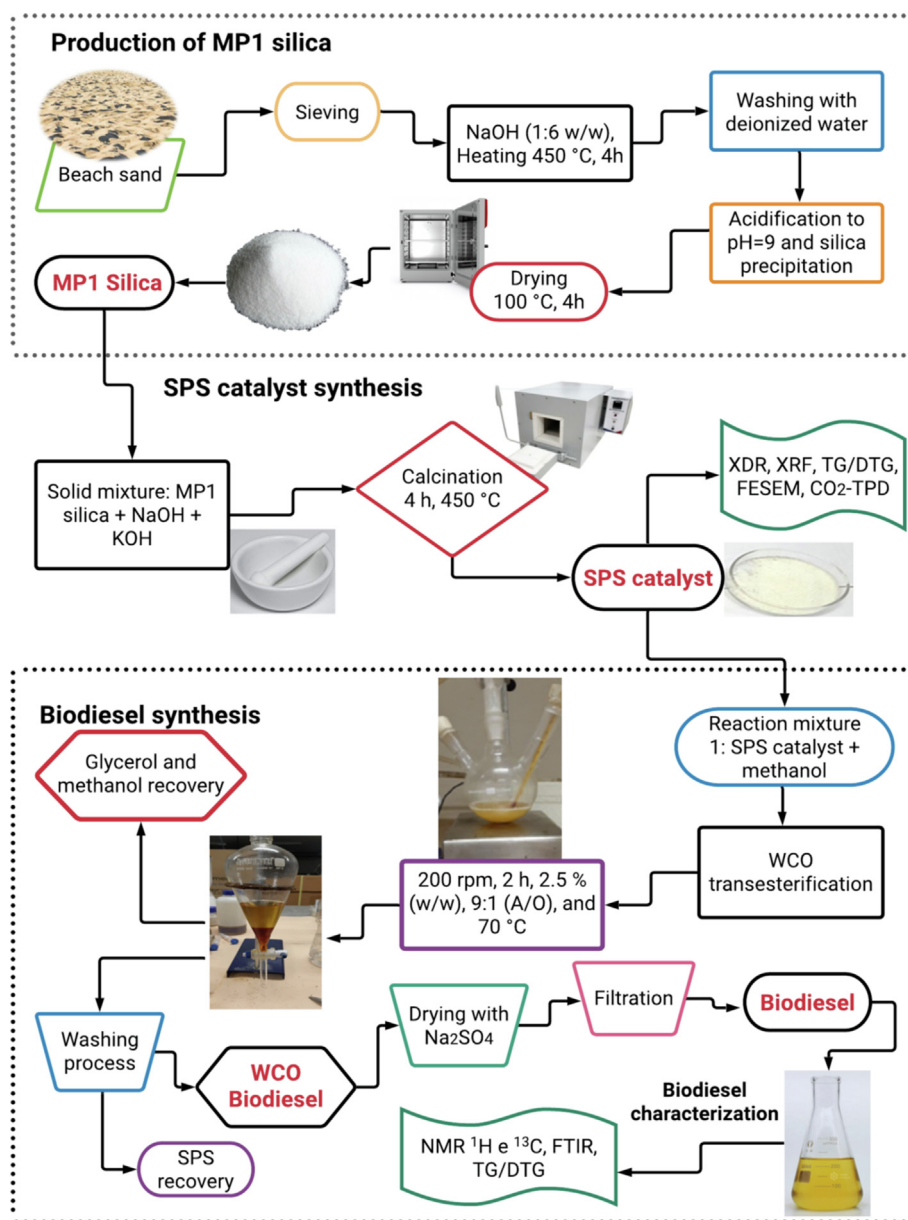 Production of MP1 silica
Beach sand
Sieving
NaOH (1:6 w/w),
Heating 450 °C, 4h
Washing with
deionized water
Acidification to
pH=9 and silica
precipitation
Drying
100 °C, 4h
MP1 Silica
SPS catalyst synthesis
Solid mixture: MP1
silica + NaOH +
KOH
Calcination
4 h, 450 °C
XDR, XRF, TG/DTG,
FESEM, CO2-TPD
SPS catalyst
Biodiesel synthesis
Reaction mixture
1: SPS catalyst +
methanol
WCO
transesterification
200 rpm, 2 h, 2.5 %
(w/w), 9:1 (A/O), and
70 °C
Glycerol and
methanol recovery
Washing
process
SPS
recovery
WCO
Biodiesel
Drying with
Na2SO4
Filtration
Biodiesel
Biodiesel
characterization
NMR ¹H e ¹³C, FTIR,
TG/DTG